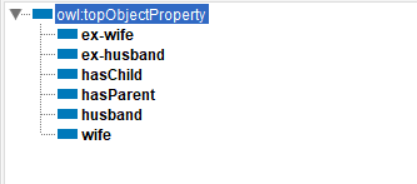 owl:topObjectProperty
ex-wife
ex-husband
hasChild
hasParent
husband
wife